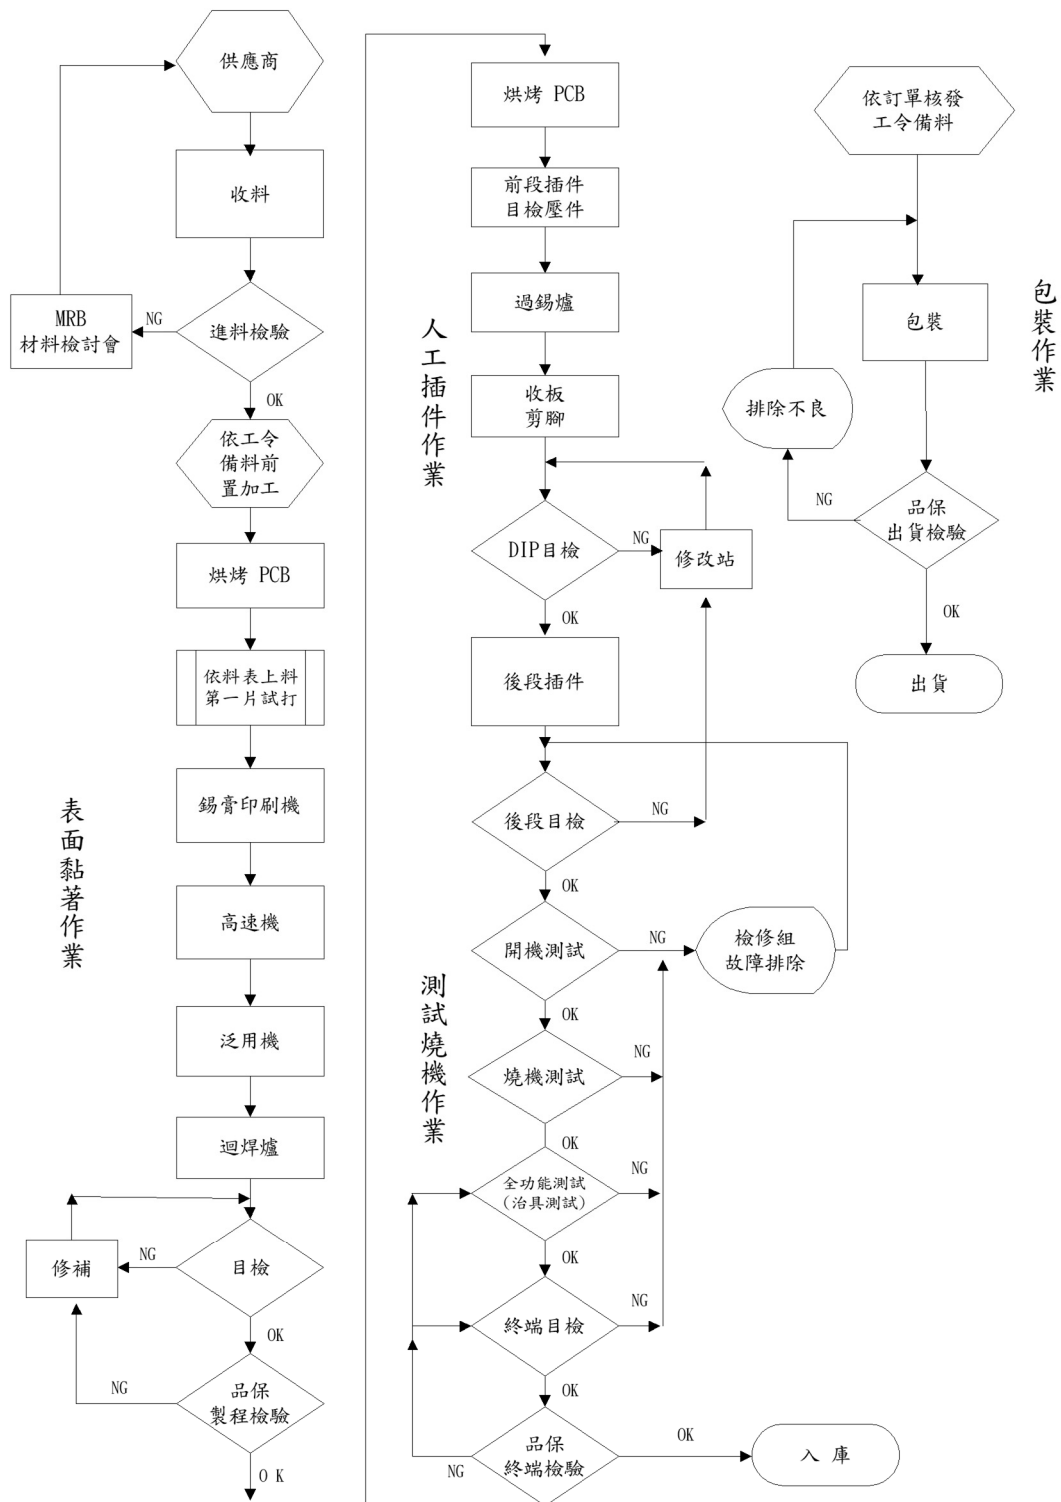 供應商
收料
進料檢驗
NG
MRB
材料檢討會
OK
依工令
備料前
置加工
烘烤 PCB
依料表上料
第一片試打
錫膏印刷機
高速機
泛用機
迴焊爐
目檢
NG
修補
OK
品保
製程檢驗
NG
O K
表面黏著作業
烘烤 PCB
前段插件
目檢壓件
過錫爐
收板
剪腳
DIP目檢
NG
修改站
OK
後段插件
後段目檢
NG
OK
開機測試
NG
檢修組
故障排除
OK
燒機測試
NG
OK
全功能測試
(治具測試)
NG
OK
終端目檢
NG
OK
品保
終端檢驗
NG
OK
入 庫
人工插件作業
測試燒機作業
依訂單核發
工令備料
包裝
排除不良
NG
品保
出貨檢驗
OK
出貨
包裝作業